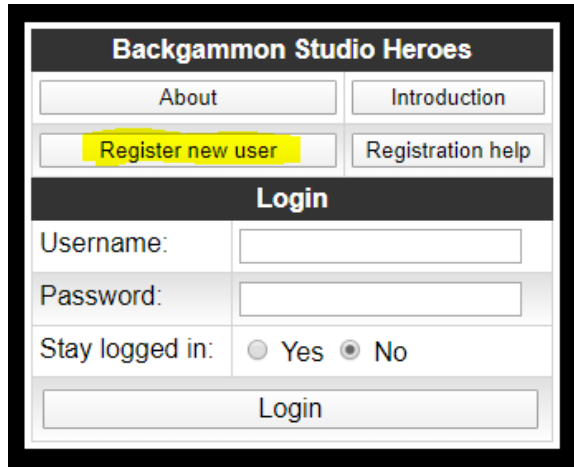 Backgammon Studio Heroes
About Introduction
Register new user Registration help
Login
Username:
Password:
Stay logged in: Yes No
Login